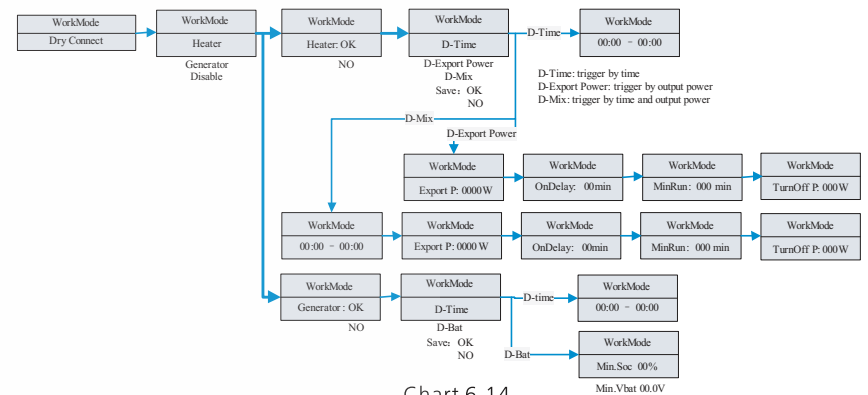 WorkMode
Dry Connect
WorkMode
Heater
Generator
Disable
WorkMode
Heater: OK
NO
WorkMode
D-Time
D-Export Power
D-Mix
Save: OK
NO
D-Time
WorkMode
00:00 - 00:00
D-Time: trigger by time
D-Export Power: trigger by output power
D-Mix: trigger by time and output power
D-Mix
D-Export Power
WorkMode
Export P: 0000W
WorkMode
OnDelay: 00min
WorkMode
MinRun: 000 min
WorkMode
TurnOff P: 000W
WorkMode
00:00 - 00:00
WorkMode
Export P: 0000W
WorkMode
OnDelay: 00min
WorkMode
MinRun: 000 min
WorkMode
TurnOff P: 000W
WorkMode
Generator : OK
NO
WorkMode
D-Time
D-Bat
Save: OK
NO
D-time
WorkMode
00:00 - 00:00
D-Bat
WorkMode
Min.Soc 00%
Min.Vbat 00.0V
Chart 6-14